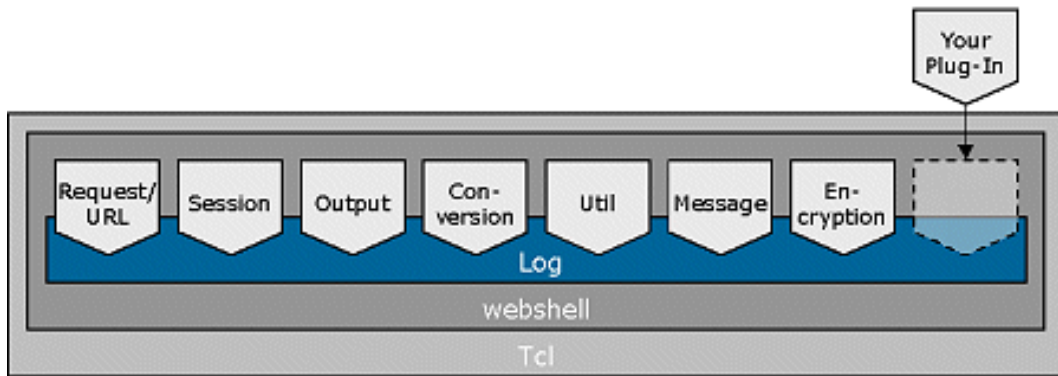 Your
Plug-In
Request/
URL
Session
Output
Con-
version
Util
Message
En-
cryption
Log
webshell
Tcl